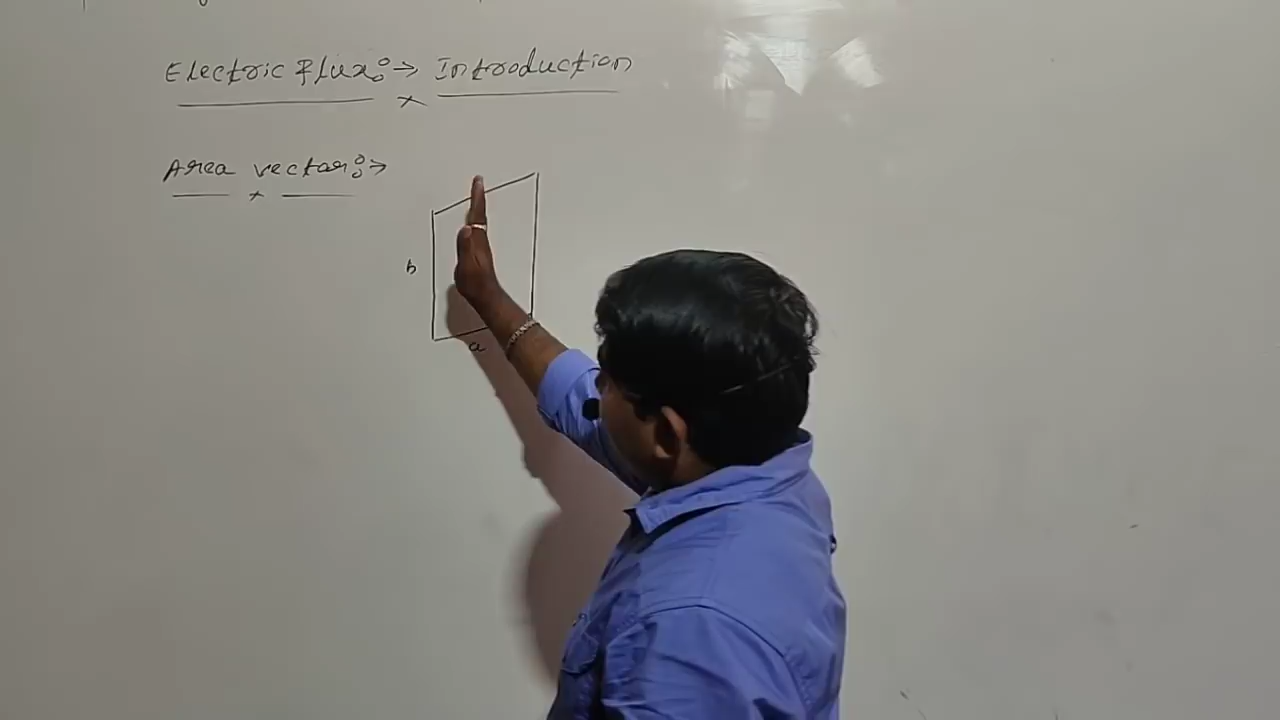 Electric flux:→ Introduction
Area vector:→
b
a